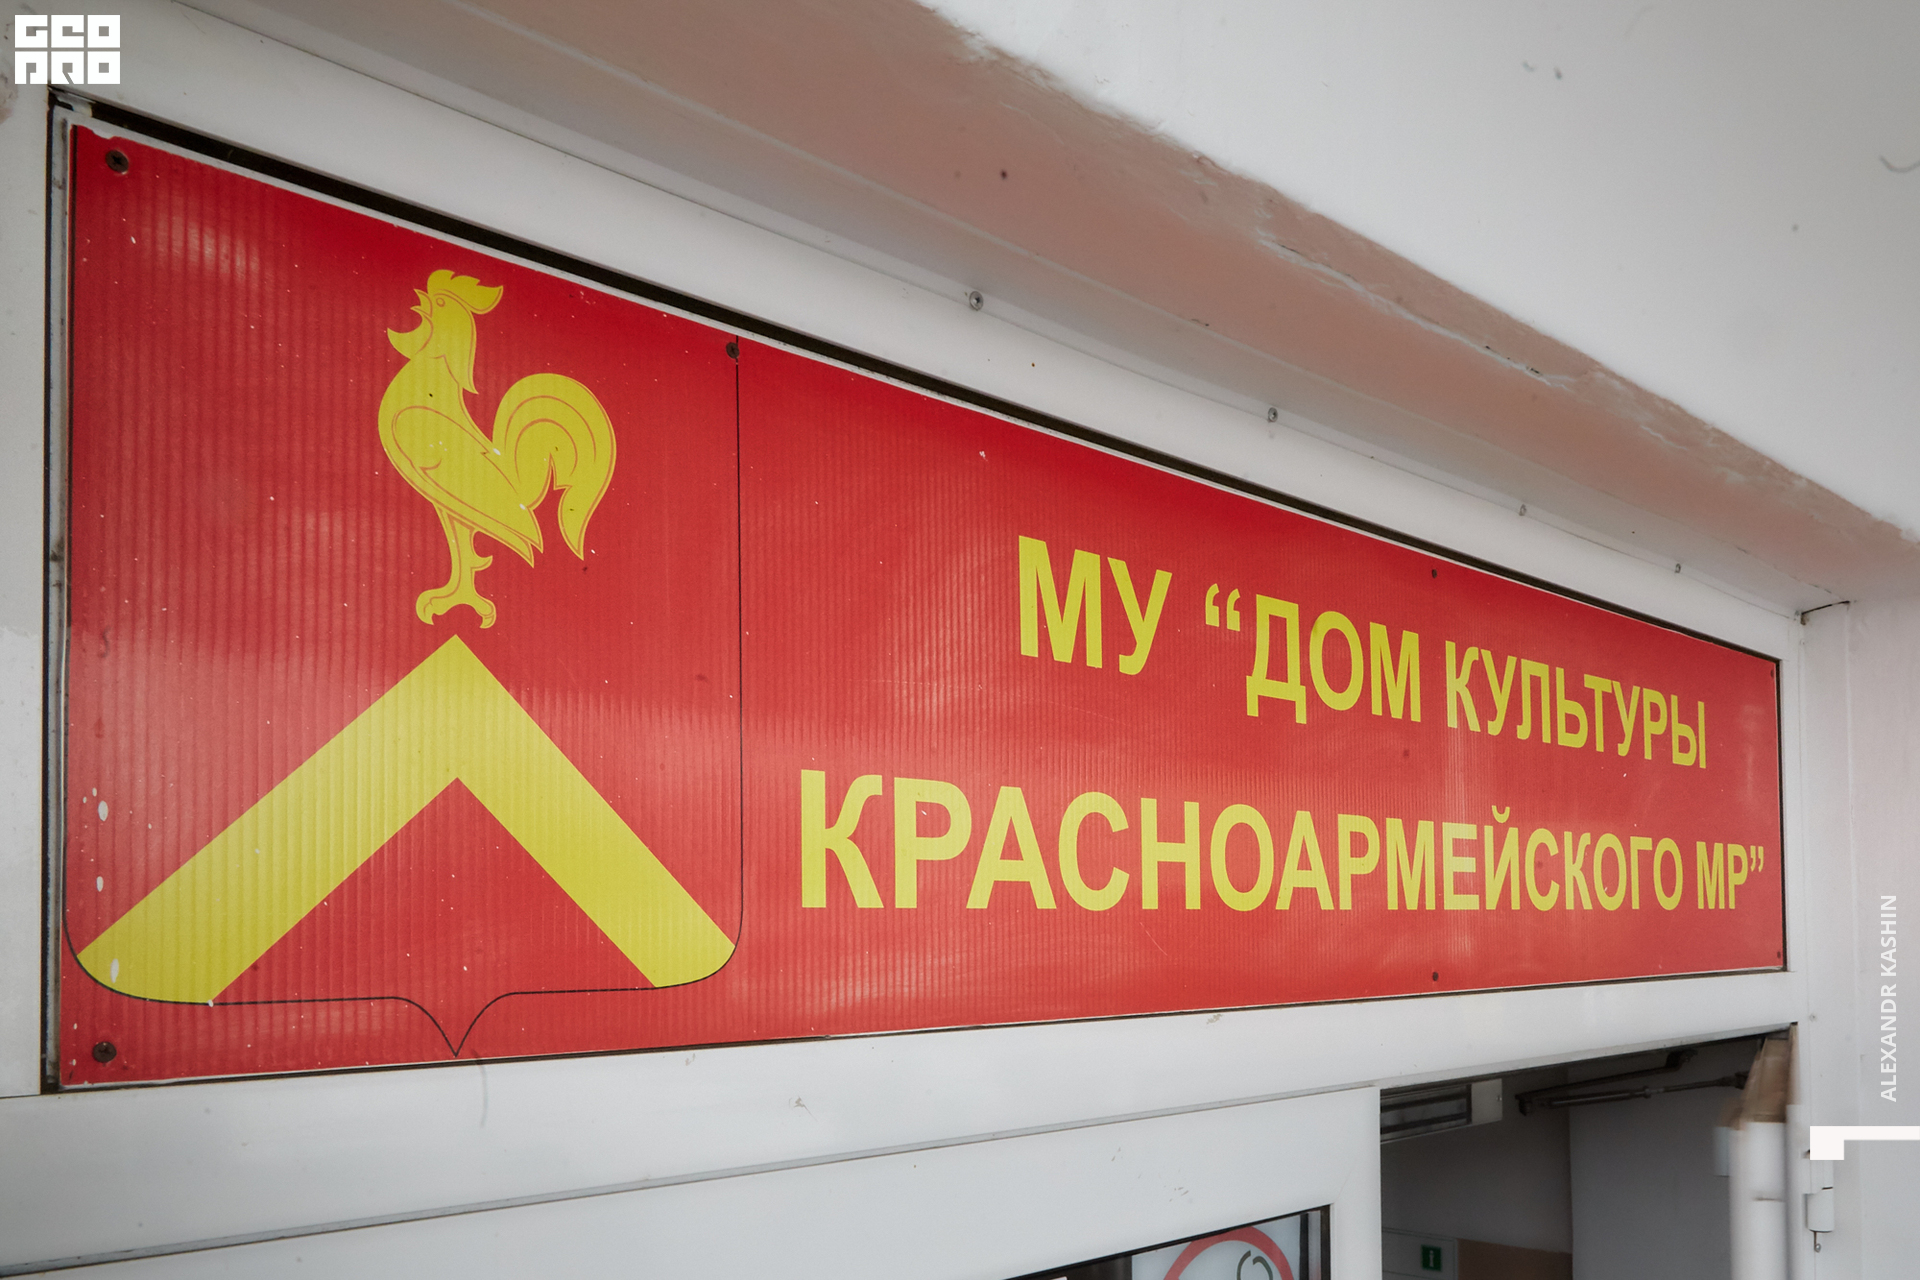 GEO
PRO
МУ “ДОМ КУЛЬТУРЫ
КРАСНОАРМЕЙСКОГО МР”
ALEXANDR KASHIN